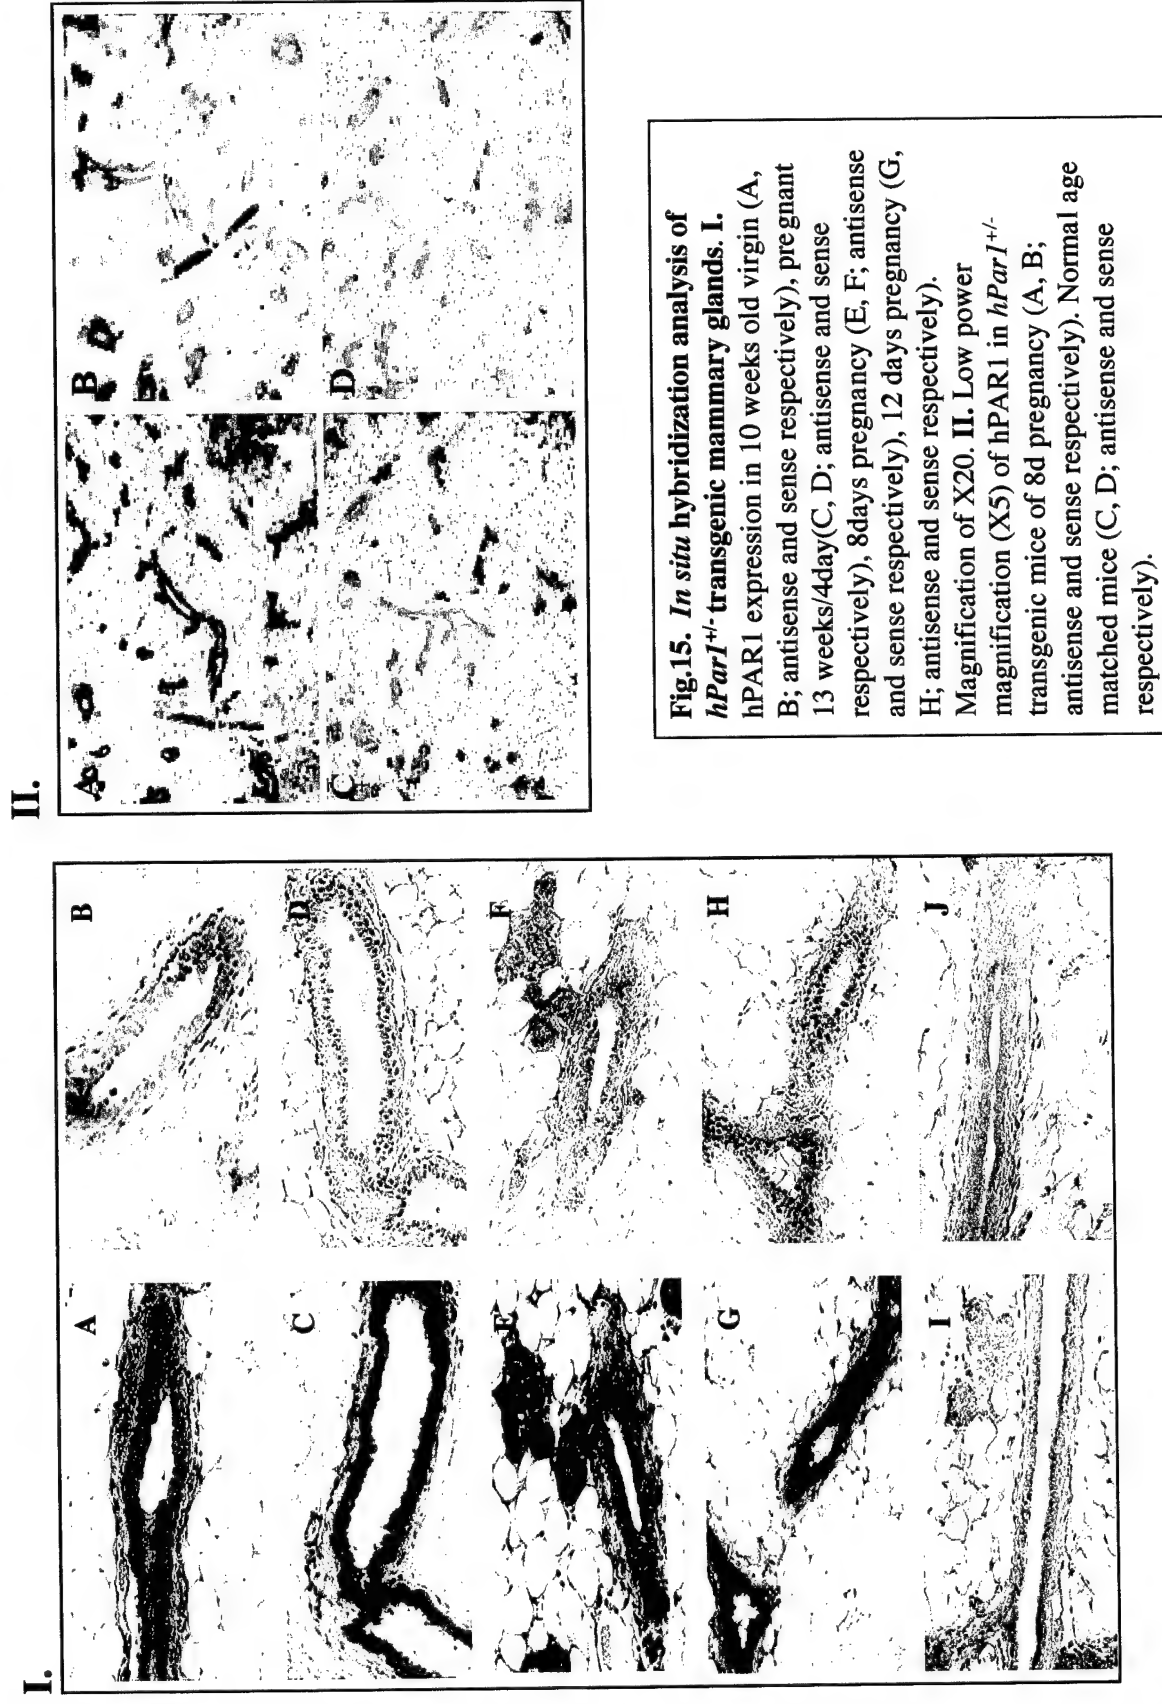 I.
A
B
C
D
E
F
G
H
I
J
II.
A
B
C
D
Fig.15. In situ hybridization analysis of
hPar1+/- transgenic mammary glands. I.
hPAR1 expression in 10 weeks old virgin (A,
B; antisense and sense respectively), pregnant
13 weeks/4day(C, D; antisense and sense
respectively), 8days pregnancy (E, F; antisense
and sense respectively), 12 days pregnancy (G,
H; antisense and sense respectively).
Magnification of X20. II. Low power
magnification (X5) of hPAR1 in hPar1+/-
transgenic mice of 8d pregnancy (A, B;
antisense and sense respectively). Normal age
matched mice (C, D; antisense and sense
respectively).